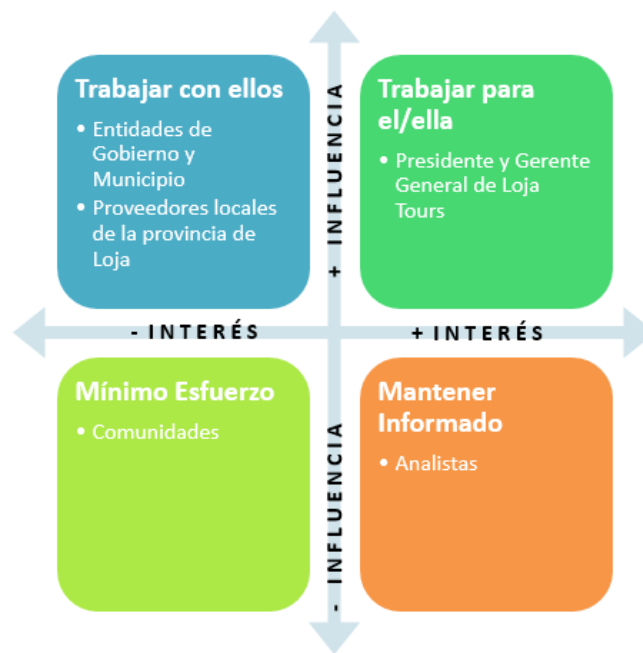 Trabajar con ellos
• Entidades de
Gobierno y
Municipio
• Proveedores locales
de la provincia de
Loja
Trabajar para
el/ella
• Presidente y Gerente
General de Loja
Tours
+ INFLUENCIA
- INTERÉS
+ INTERÉS
Mínimo Esfuerzo
• Comunidades
Mantener
Informado
• Analistas
- INFLUENCIA